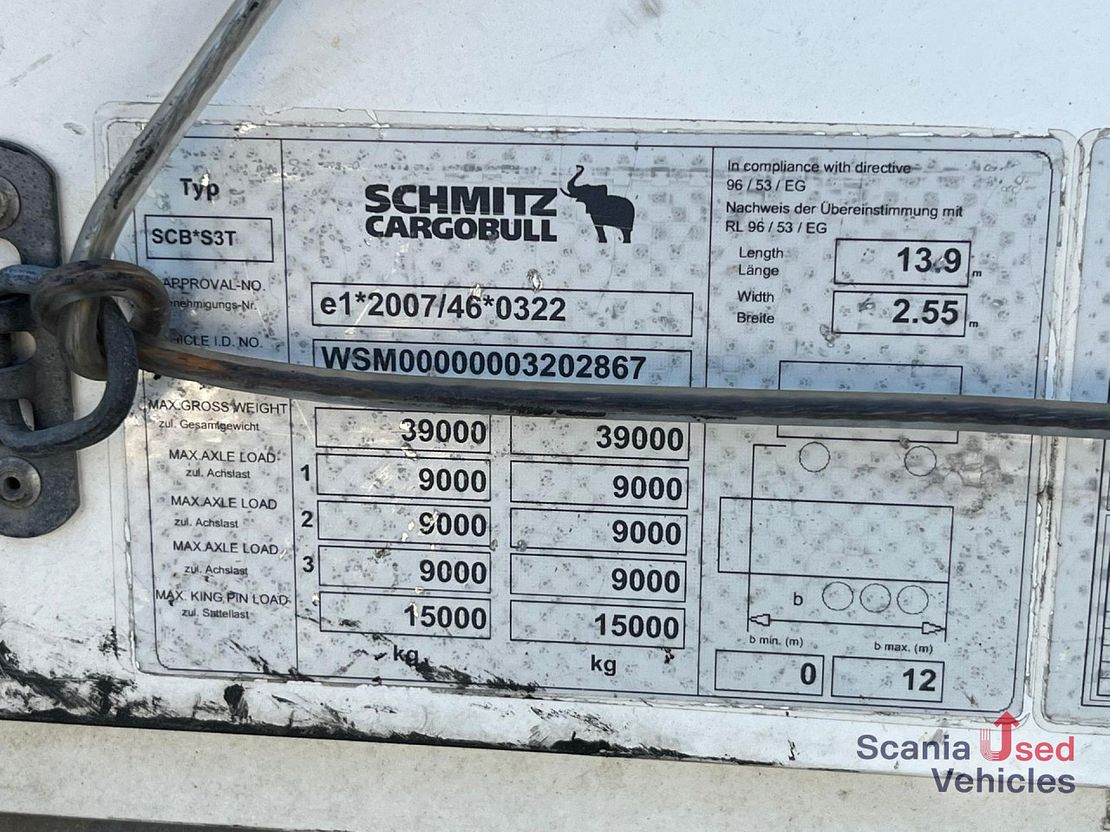 Typ
SCB*S3T
SCHMITZ
CARGOBULL
APPROVAL-NO.
e1*2007/46*0322
WSM00000003202867
I.D. NO.
MAX.GROSS WEIGHT
zul. Gesamtgewicht
39000 39000
MAX.AXLE LOAD
zul. Achslast
1 9000 9000
MAX.AXLE LOAD
zul. Achslast
2 9000 9000
MAX.AXLE LOAD
zul. Achslast
3 9000 9000
MAX. KING PIN LOAD
zul. Sattellast
15000 15000
kg kg
In compliance with directive
96 / 53 / EG
Nachweis der Übereinstimmung mit
RL 96 / 53 / EG
Length
Länge
13.9 m
Width
Breite
2.55 m
b
b min. (m) b max. (m)
0 12
Scania Used
Vehicles